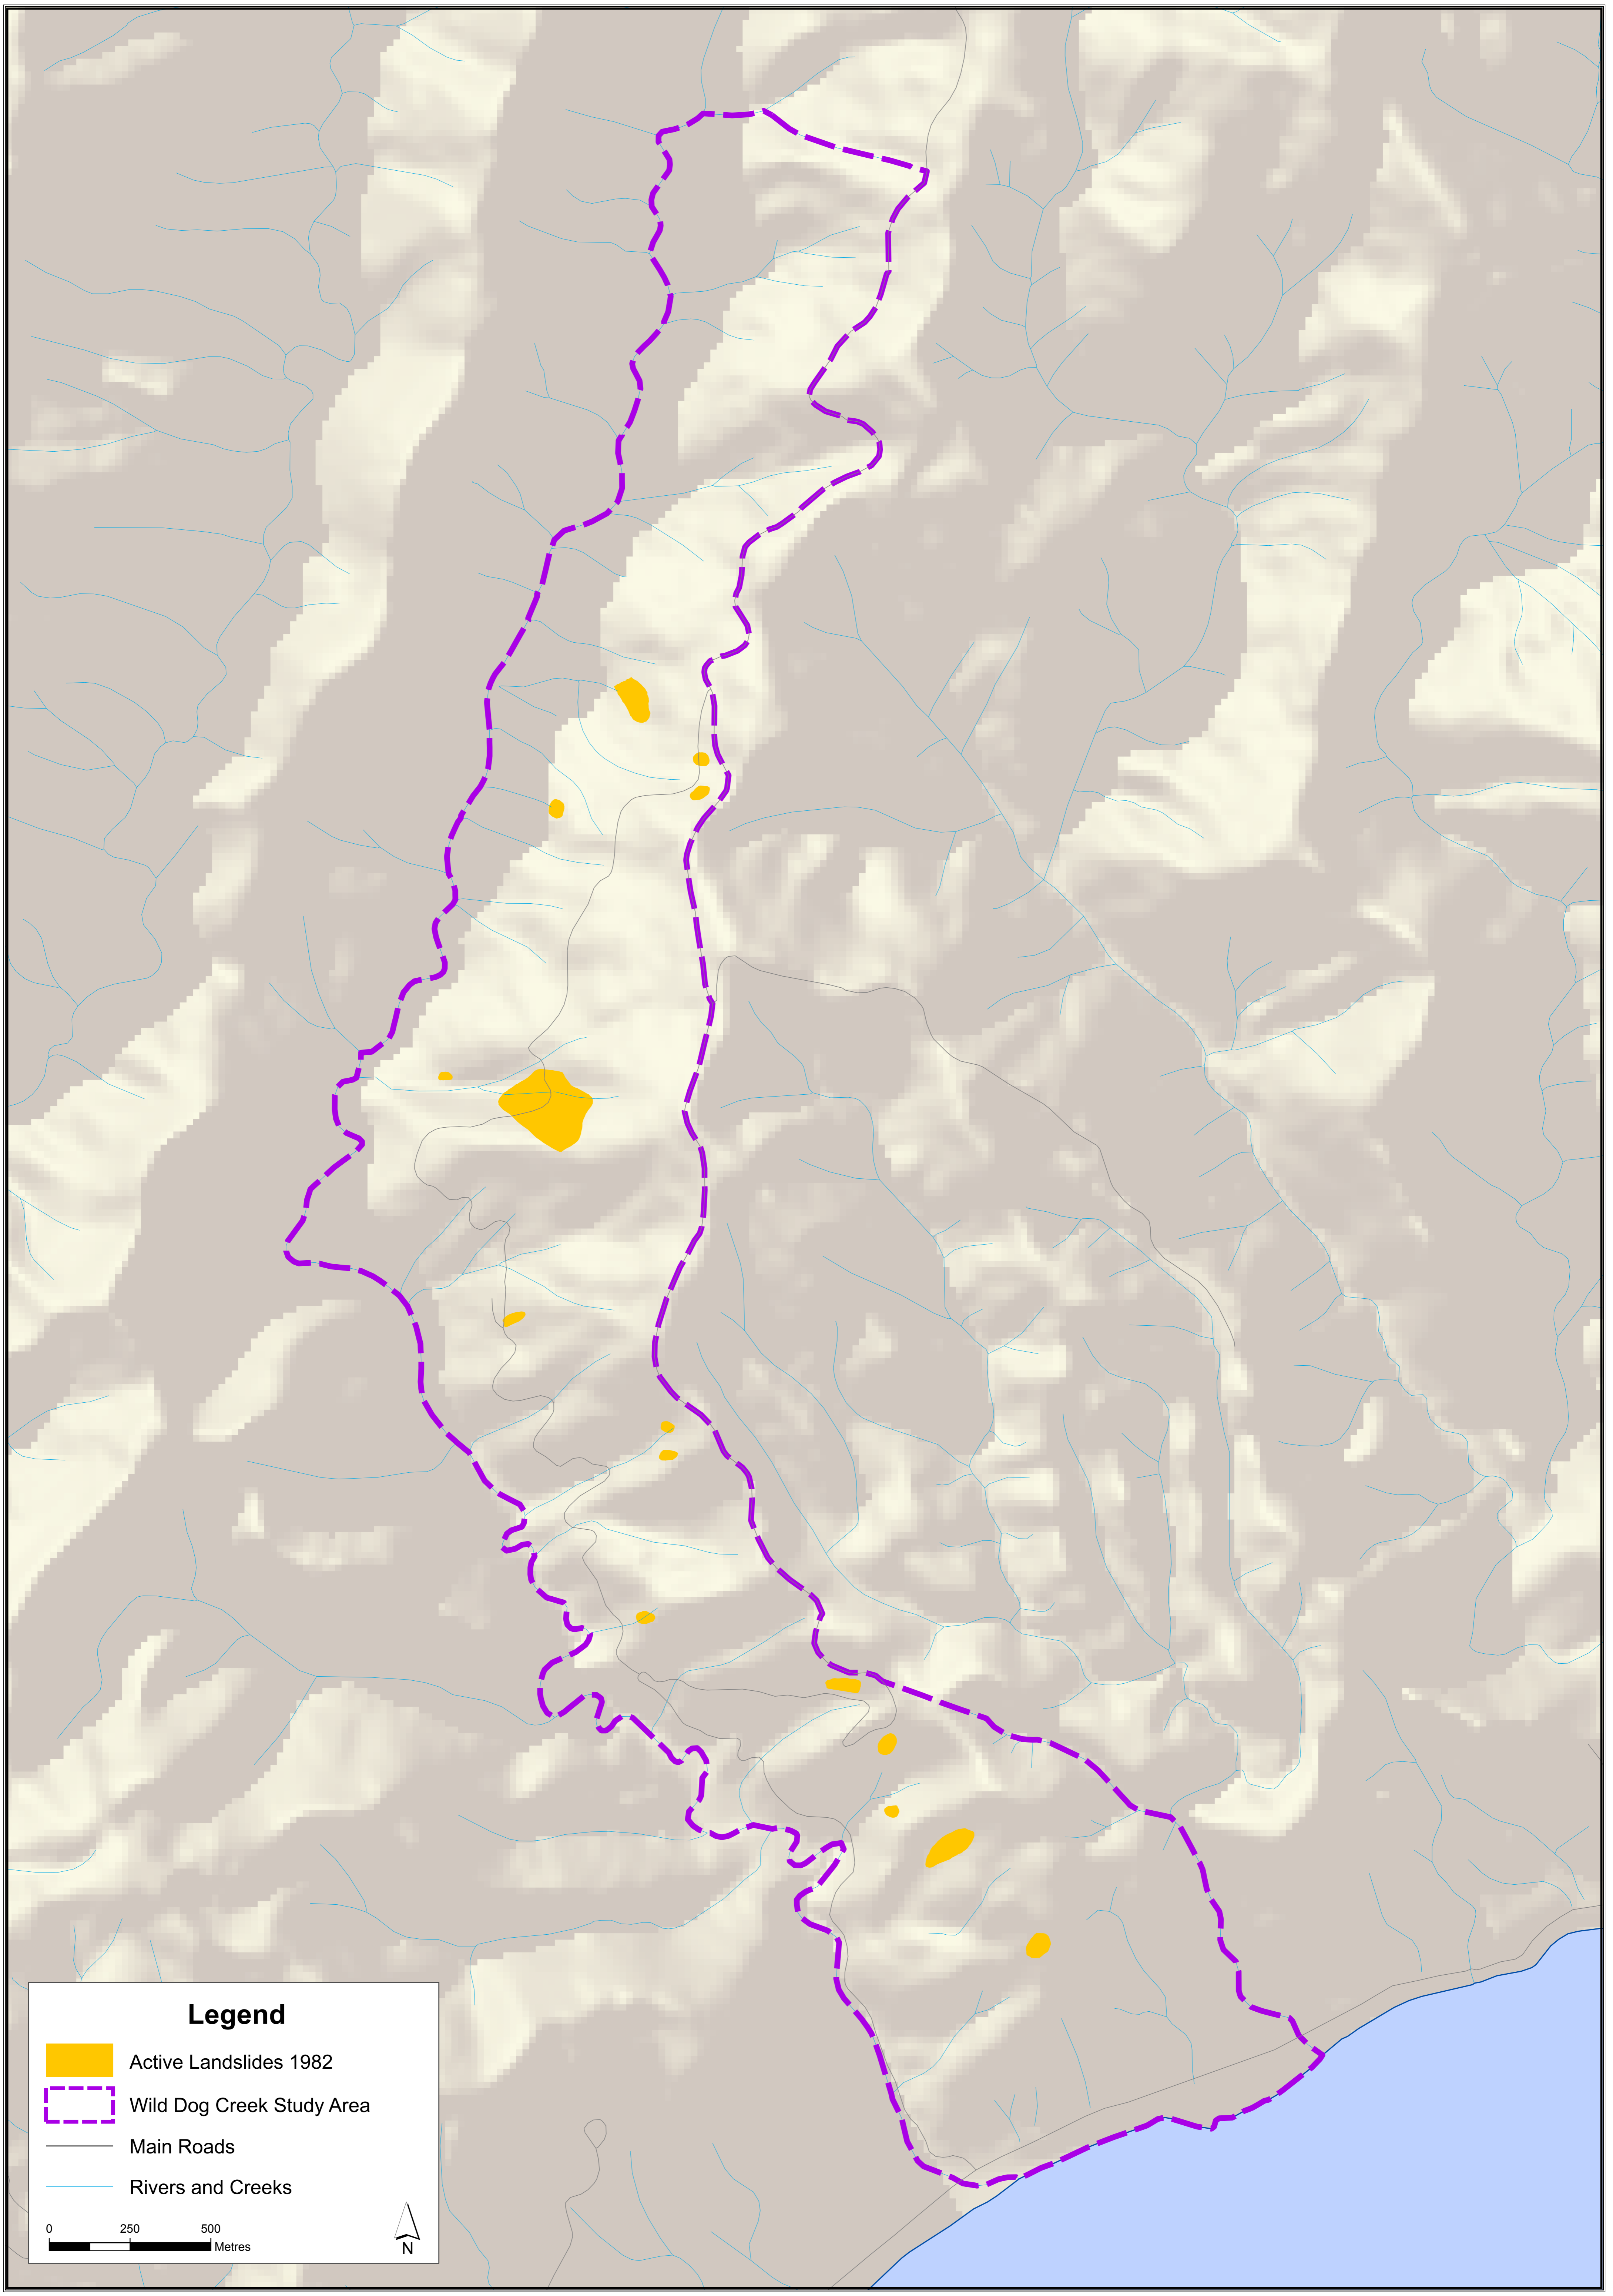 Legend
Active Landslides 1982
Wild Dog Creek Study Area
Main Roads
Rivers and Creeks
0 250 500
Metres
N